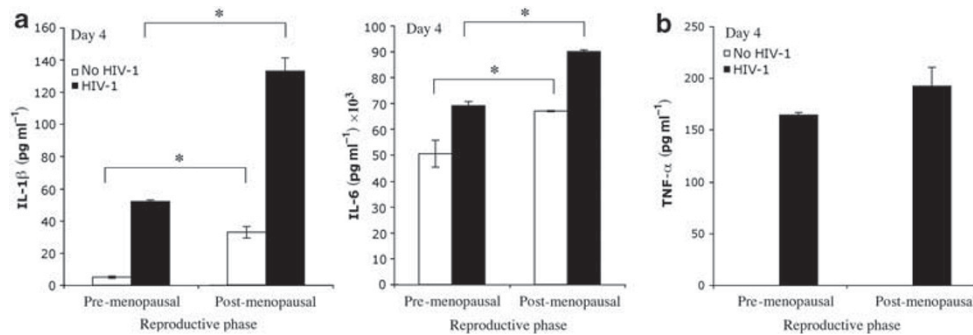 a
Day 4
No HIV-1
HIV-1
IL-1β (pg ml⁻¹)
160
140
120
100
80
60
40
20
0
*
*
Pre-menopausal Post-menopausal
Reproductive phase
Day 4
IL-6 (pg ml⁻¹) ×10³
100
90
80
70
60
50
40
30
20
10
0
*
*
Pre-menopausal Post-menopausal
Reproductive phase
b
Day 4
No HIV-1
HIV-1
TNF-α (pg ml⁻¹)
250
200
150
100
50
0
Pre-menopausal Post-menopausal
Reproductive phase